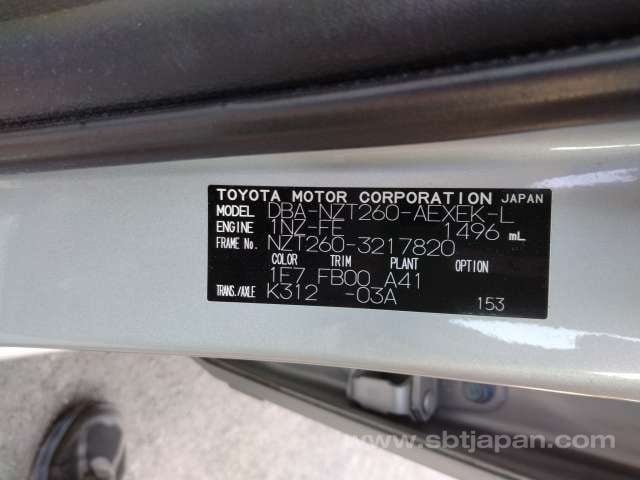 TOYOTA MOTOR CORPORATION JAPAN
MODEL DBA-NZT260-AEXEK-L
ENGINE 1NZ-FE 1496 mL
FRAME No. NZT260-3217820
COLOR TRIM PLANT OPTION
1F7 FB00 A41
TRANS./AXLE K312 -03A
153
www.sbtjapan.com